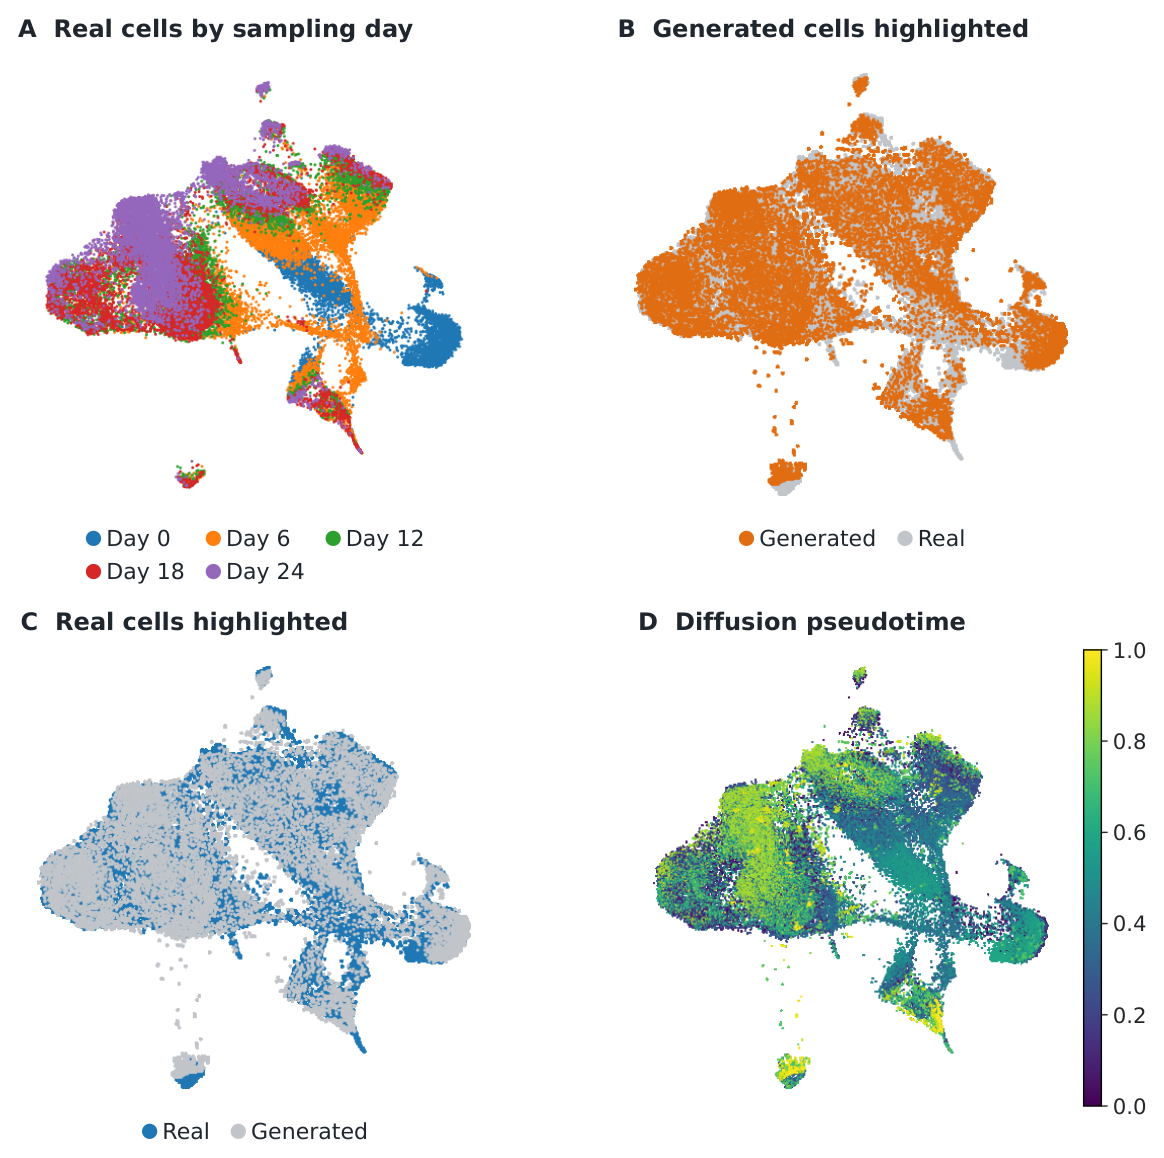 A Real cells by sampling day
B Generated cells highlighted
Day 0 Day 6 Day 12
Day 18 Day 24
Generated Real
C Real cells highlighted
D Diffusion pseudotime
1.0
0.8
0.6
0.4
0.2
0.0
Real Generated